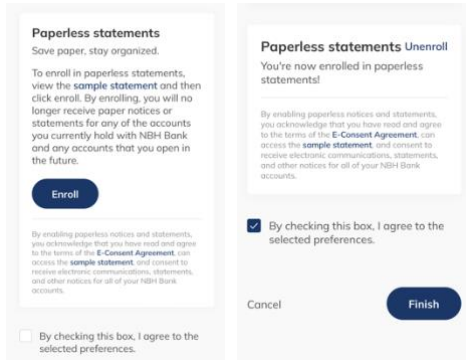 Paperless statements
Save paper, stay organized.
To enroll in paperless statements,
view the sample statement and then
click enroll. By enrolling, you will no
longer receive paper notices or
statements for any of the accounts
you currently hold with NBH Bank
and any accounts that you open in
the future.
Enroll
By enabling paperless notices and statements,
you acknowledge that you have read and agree
to the terms of the E-Consent Agreement, can
access the sample statement, and consent to
receive electronic communications, statements,
and other notices for all of your NBH Bank
accounts.
By checking this box, I agree to the
selected preferences.
Paperless statements Unenroll
You're now enrolled in paperless
statements!
By enabling paperless notices and statements,
you acknowledge that you have read and agree
to the terms of the E-Consent Agreement, can
access the sample statement, and consent to
receive electronic communications, statements,
and other notices for all of your NBH Bank
accounts.
By checking this box, I agree to the
selected preferences.
Cancel
Finish